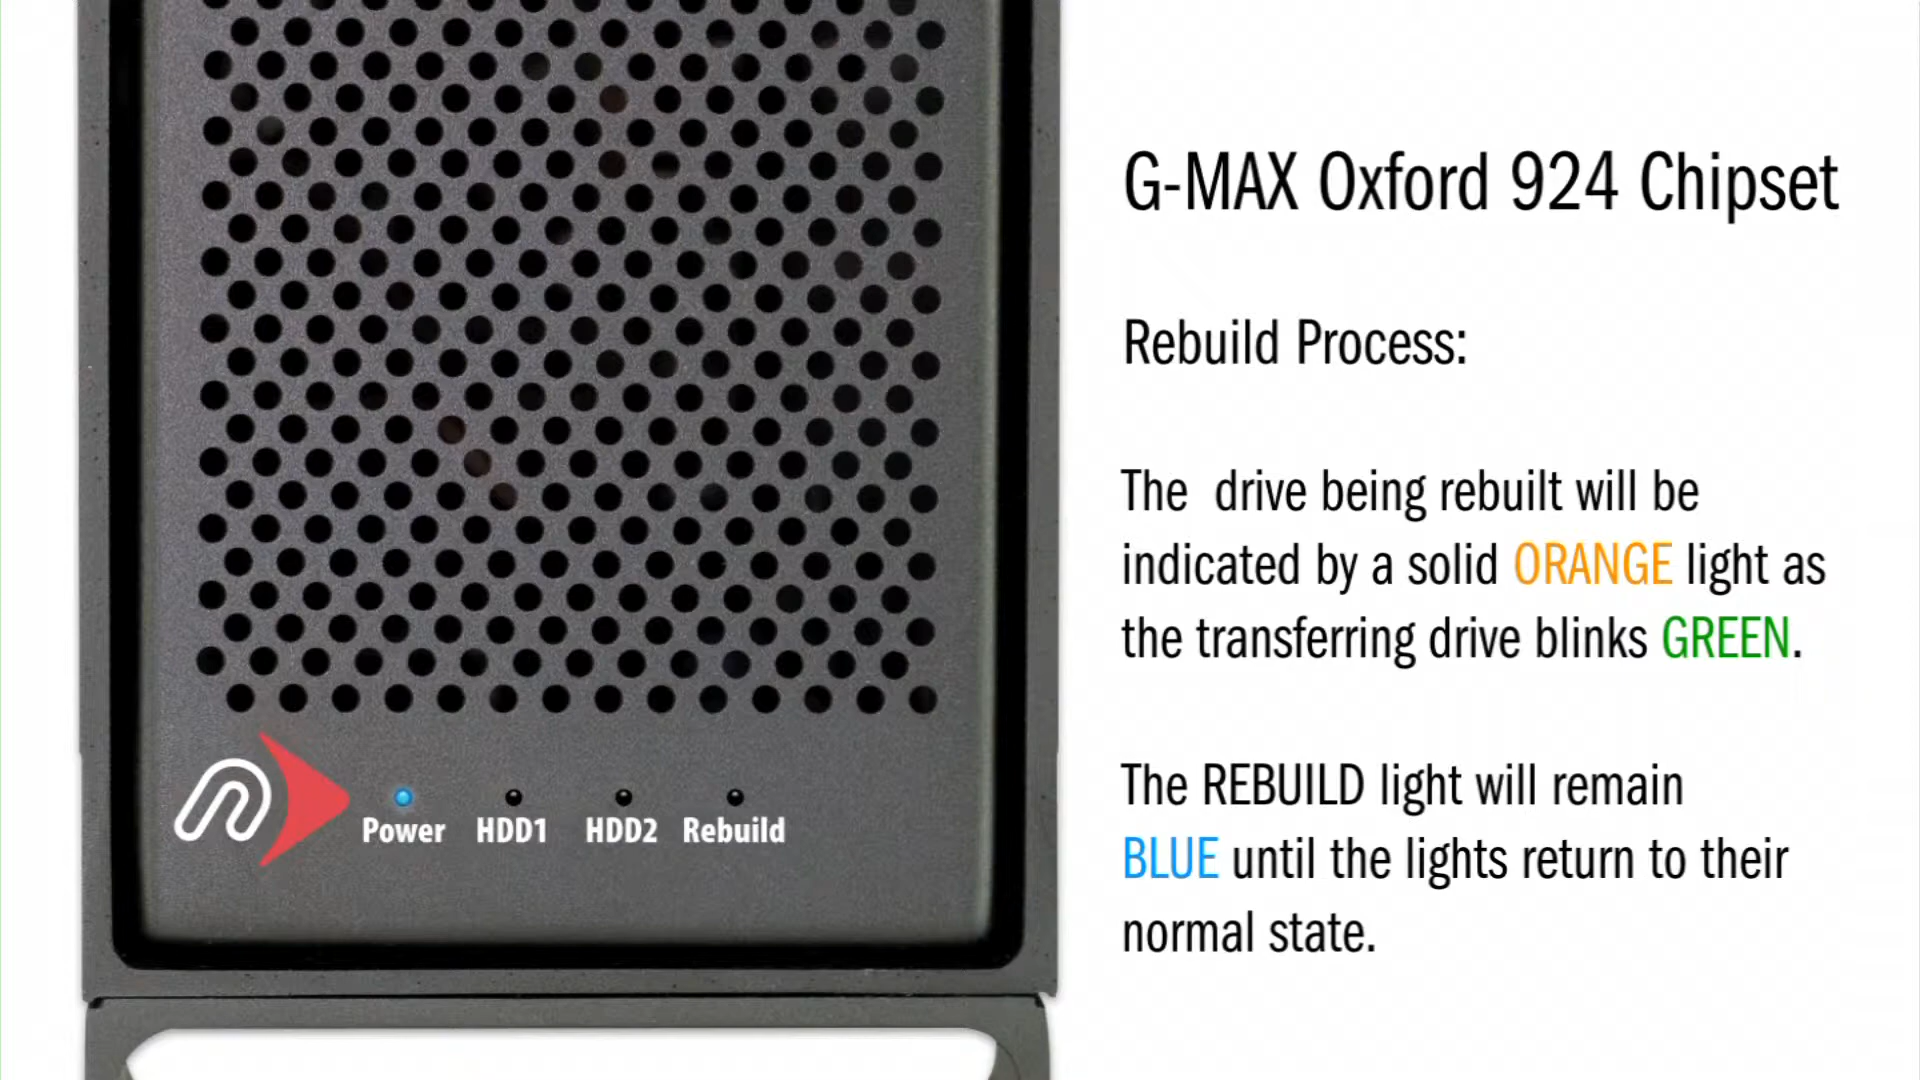 G-MAX Oxford 924 Chipset
Rebuild Process:
The  drive being rebuilt will be
indicated by a solid ORANGE light as
the transferring drive blinks GREEN.
The REBUILD light will remain
BLUE until the lights return to their
normal state.
Power HDD1 HDD2 Rebuild